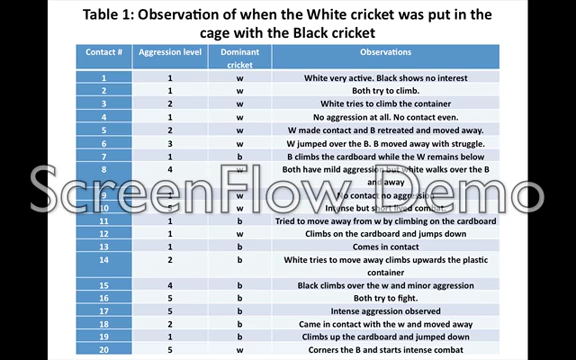 Table 1: Observation of when the White cricket was put in the
cage with the Black cricket
Contact # Aggression level Dominant cricket Observations
1 1 w White very active. Black shows no interest
2 1 w Both try to climb.
3 2 w White tries to climb the container
4 1 w No aggression at all. No contact even.
5 2 w W made contact and B retreated and moved away.
6 3 w W jumped over the B. B moved away with struggle.
7 1 b B climbs the cardboard while the W remains below
8 4 w Both have mild aggression but white walks over the B
and away
9 1 w No contact no aggression
10 5 w Intense but short lived combat
11 1 b Tried to move away from w by climbing on the cardboard
12 1 w Climbs on the cardboard and jumps down
13 1 b Comes in contact
14 2 b White tries to move away climbs upwards the plastic
container
15 4 b Black climbs over the w and minor aggression
16 5 b Both try to fight.
17 5 b Intense aggression observed
18 2 b Came in contact with the w and moved away
19 1 b Climbs up the cardboard and jumped down
20 5 w Corners the B and starts intense combat
ScreenFlow Demo